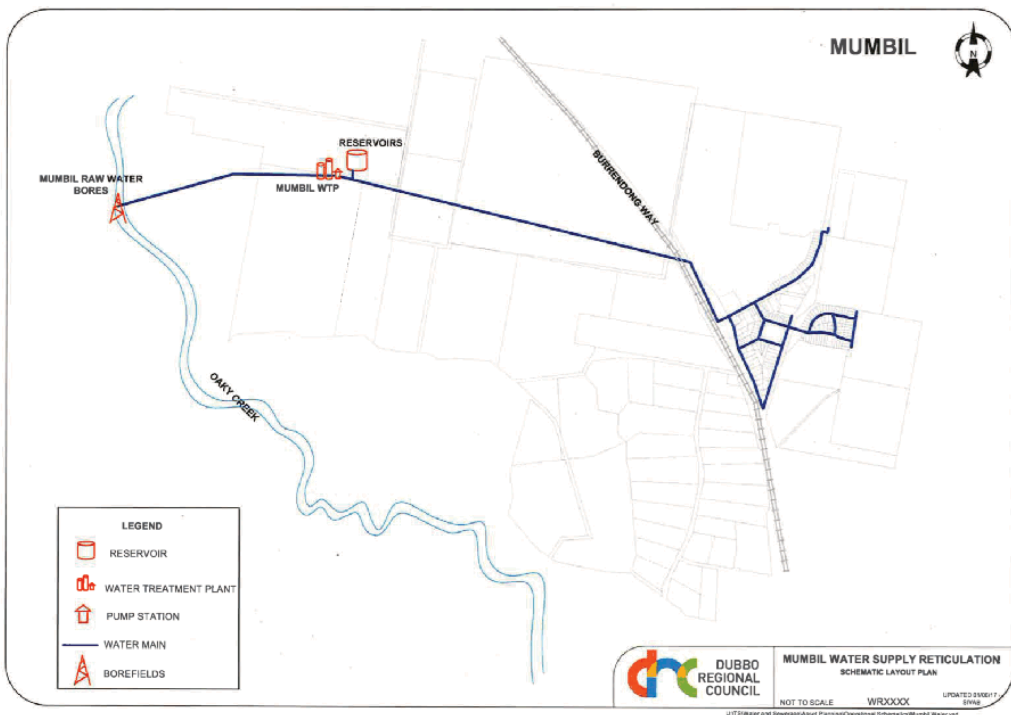 MUMBIL
N
RESERVOIRS
MUMBIL RAW WATER
BORES
MUMBIL WTP
BURRENDONG WAY
OAKY CREEK
LEGEND
RESERVOIR
WATER TREATMENT PLANT
PUMP STATION
WATER MAIN
BOREFIELDS
drc
DUBBO
REGIONAL
COUNCIL
MUMBIL WATER SUPPLY RETICULATION
SCHEMATIC LAYOUT PLAN
NOT TO SCALE
WRXXXX
UPDATED